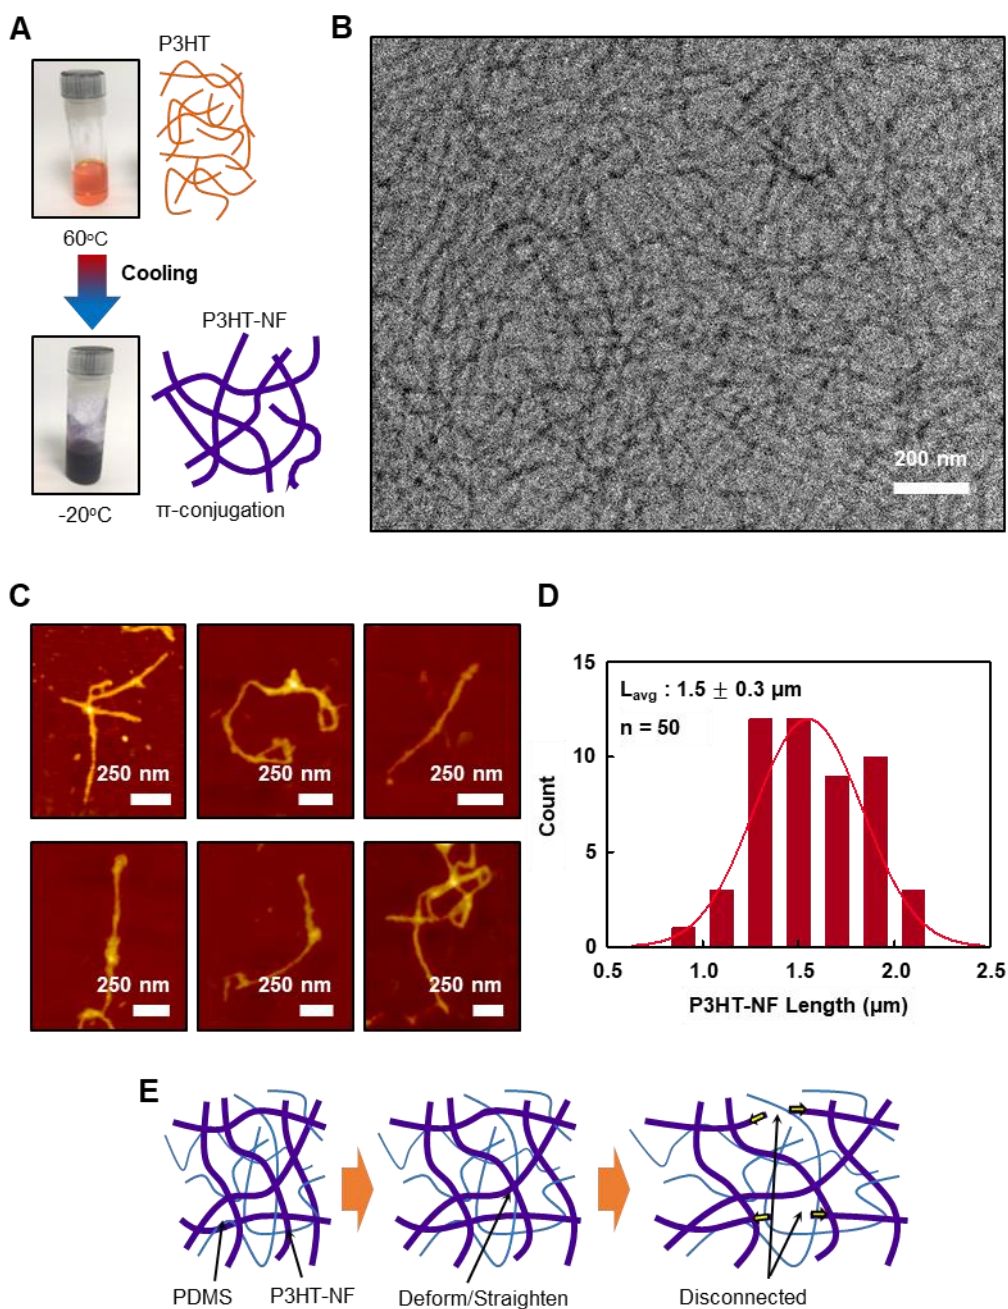 A
P3HT
60°C
Cooling
P3HT-NF
-20°C
π-conjugation
B
200 nm
C
250 nm
250 nm
250 nm
250 nm
250 nm
250 nm
D
15
10
5
0
Count
Lavg : 1.5 ± 0.3 μm
n = 50
0.5 1.0 1.5 2.0 2.5
P3HT-NF Length (μm)
E
PDMS
P3HT-NF
Deform/Straighten
Disconnected